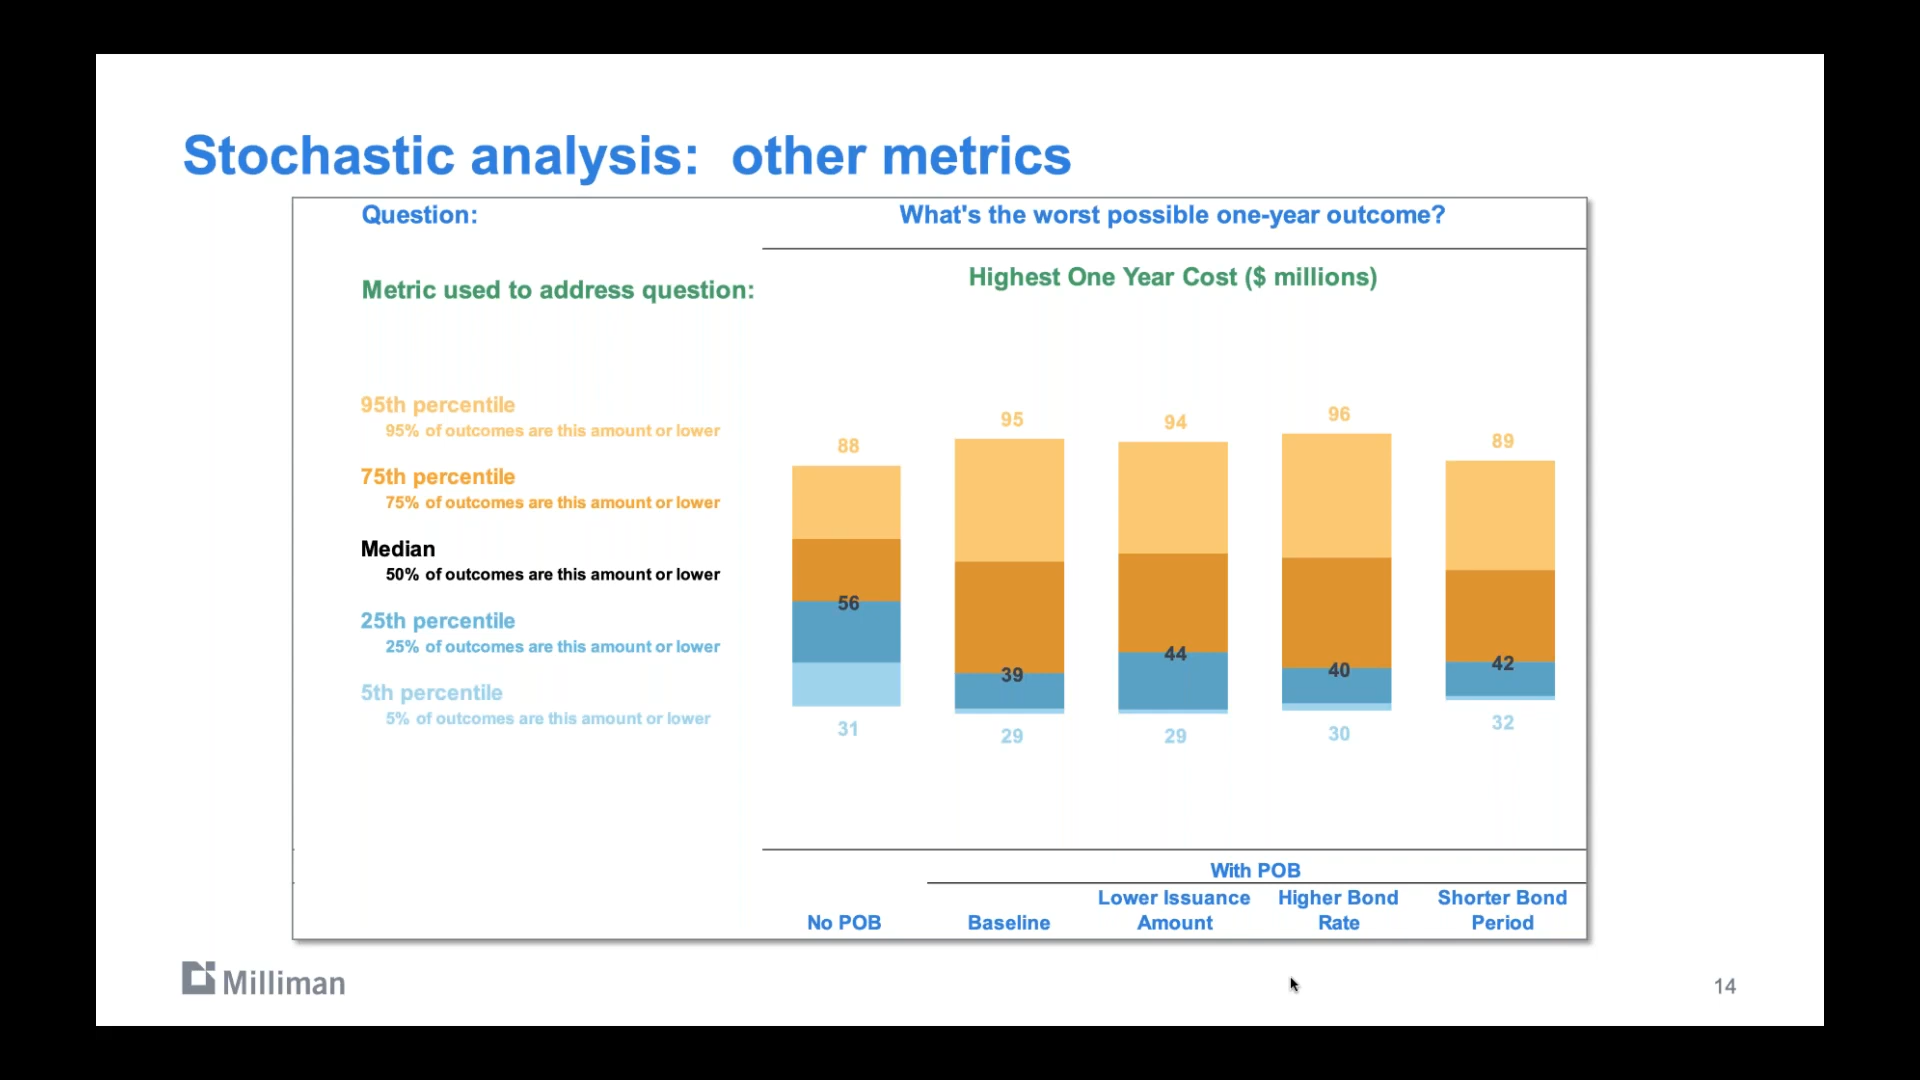 Stochastic analysis:  other metrics
Question:
What's the worst possible one-year outcome?
Metric used to address question:
Highest One Year Cost ($ millions)
95th percentile
95% of outcomes are this amount or lower
75th percentile
75% of outcomes are this amount or lower
Median
50% of outcomes are this amount or lower
25th percentile
25% of outcomes are this amount or lower
5th percentile
5% of outcomes are this amount or lower
88 95 94 96 89
56 39 44 40 42
31 29 29 30 32
With POB
No POB
Baseline
Lower Issuance
Amount
Higher Bond
Rate
Shorter Bond
Period
Milliman
14